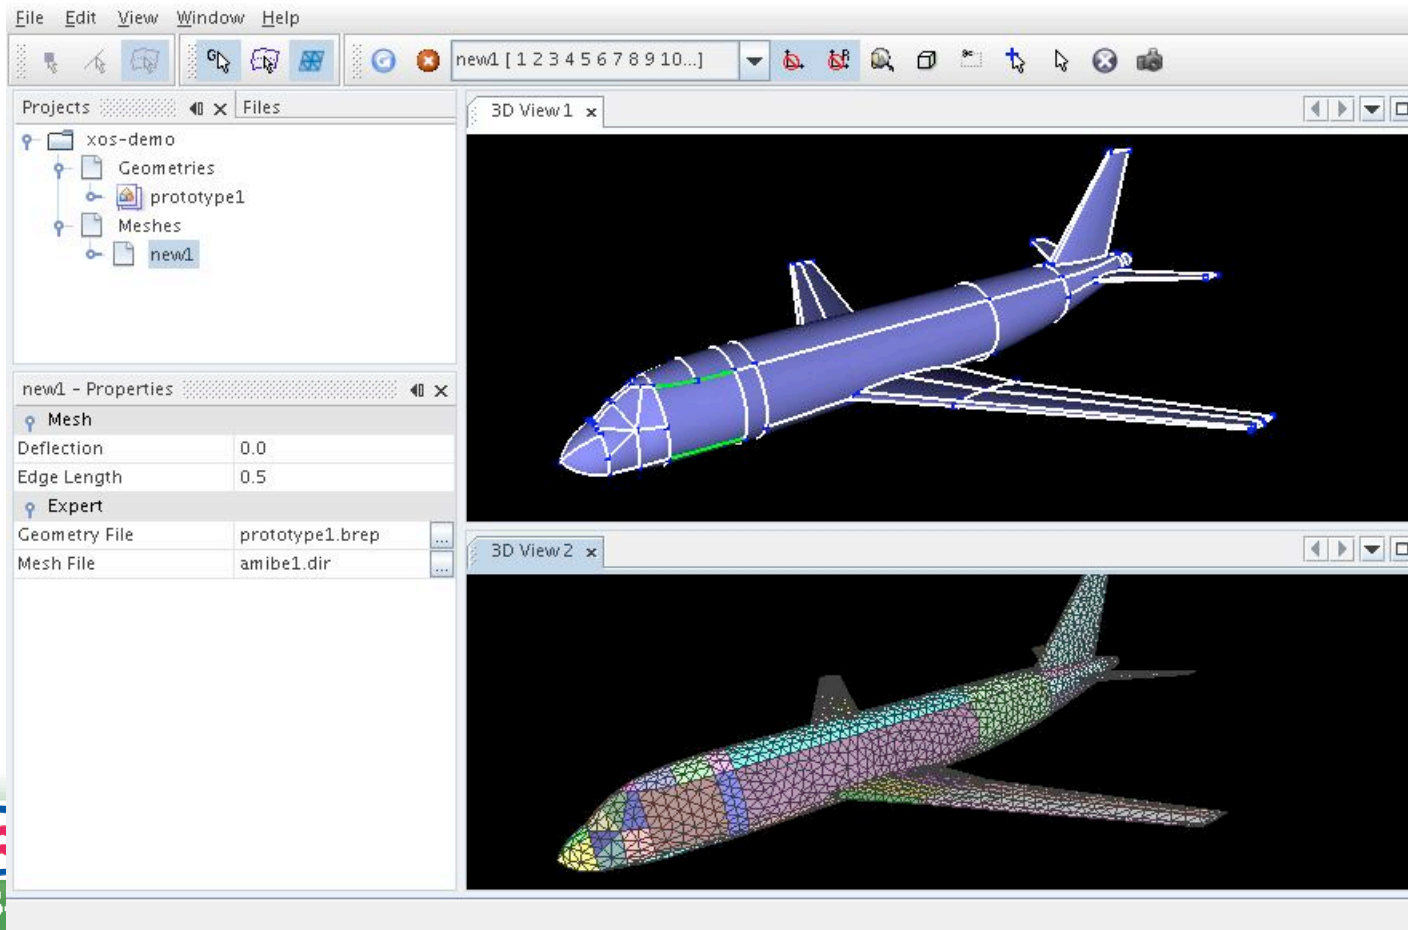 File Edit View Window Help
new1 [ 1 2 3 4 5 6 7 8 9 10...]
Projects Files
xos-demo
Geometries
prototype1
Meshes
new1
new1 - Properties
Mesh
Deflection 0.0
Edge Length 0.5
Expert
Geometry File prototype1.brep ...
Mesh File amibe1.dir ...
3D View 1
3D View 2